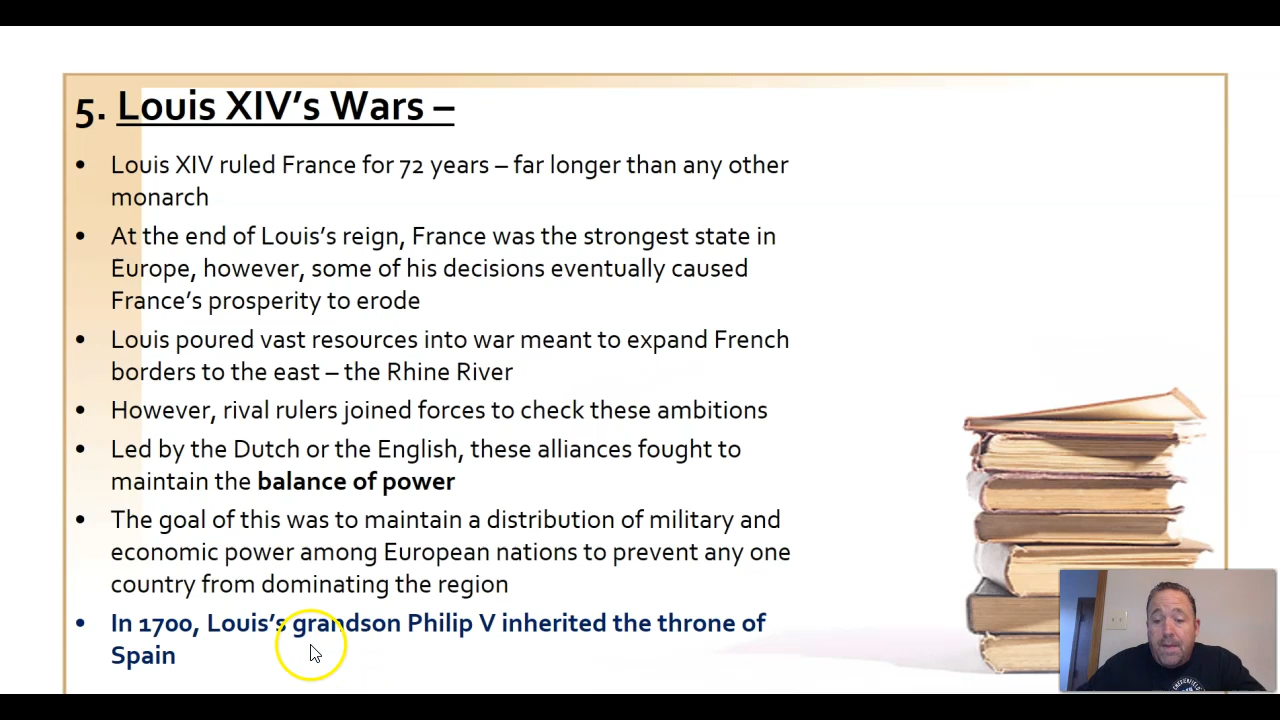 5. Louis XIV's Wars –
• Louis XIV ruled France for 72 years – far longer than any other
monarch
• At the end of Louis's reign, France was the strongest state in
Europe, however, some of his decisions eventually caused
France's prosperity to erode
• Louis poured vast resources into war meant to expand French
borders to the east – the Rhine River
• However, rival rulers joined forces to check these ambitions
• Led by the Dutch or the English, these alliances fought to
maintain the balance of power
• The goal of this was to maintain a distribution of military and
economic power among European nations to prevent any one
country from dominating the region
• In 1700, Louis's grandson Philip V inherited the throne of
Spain